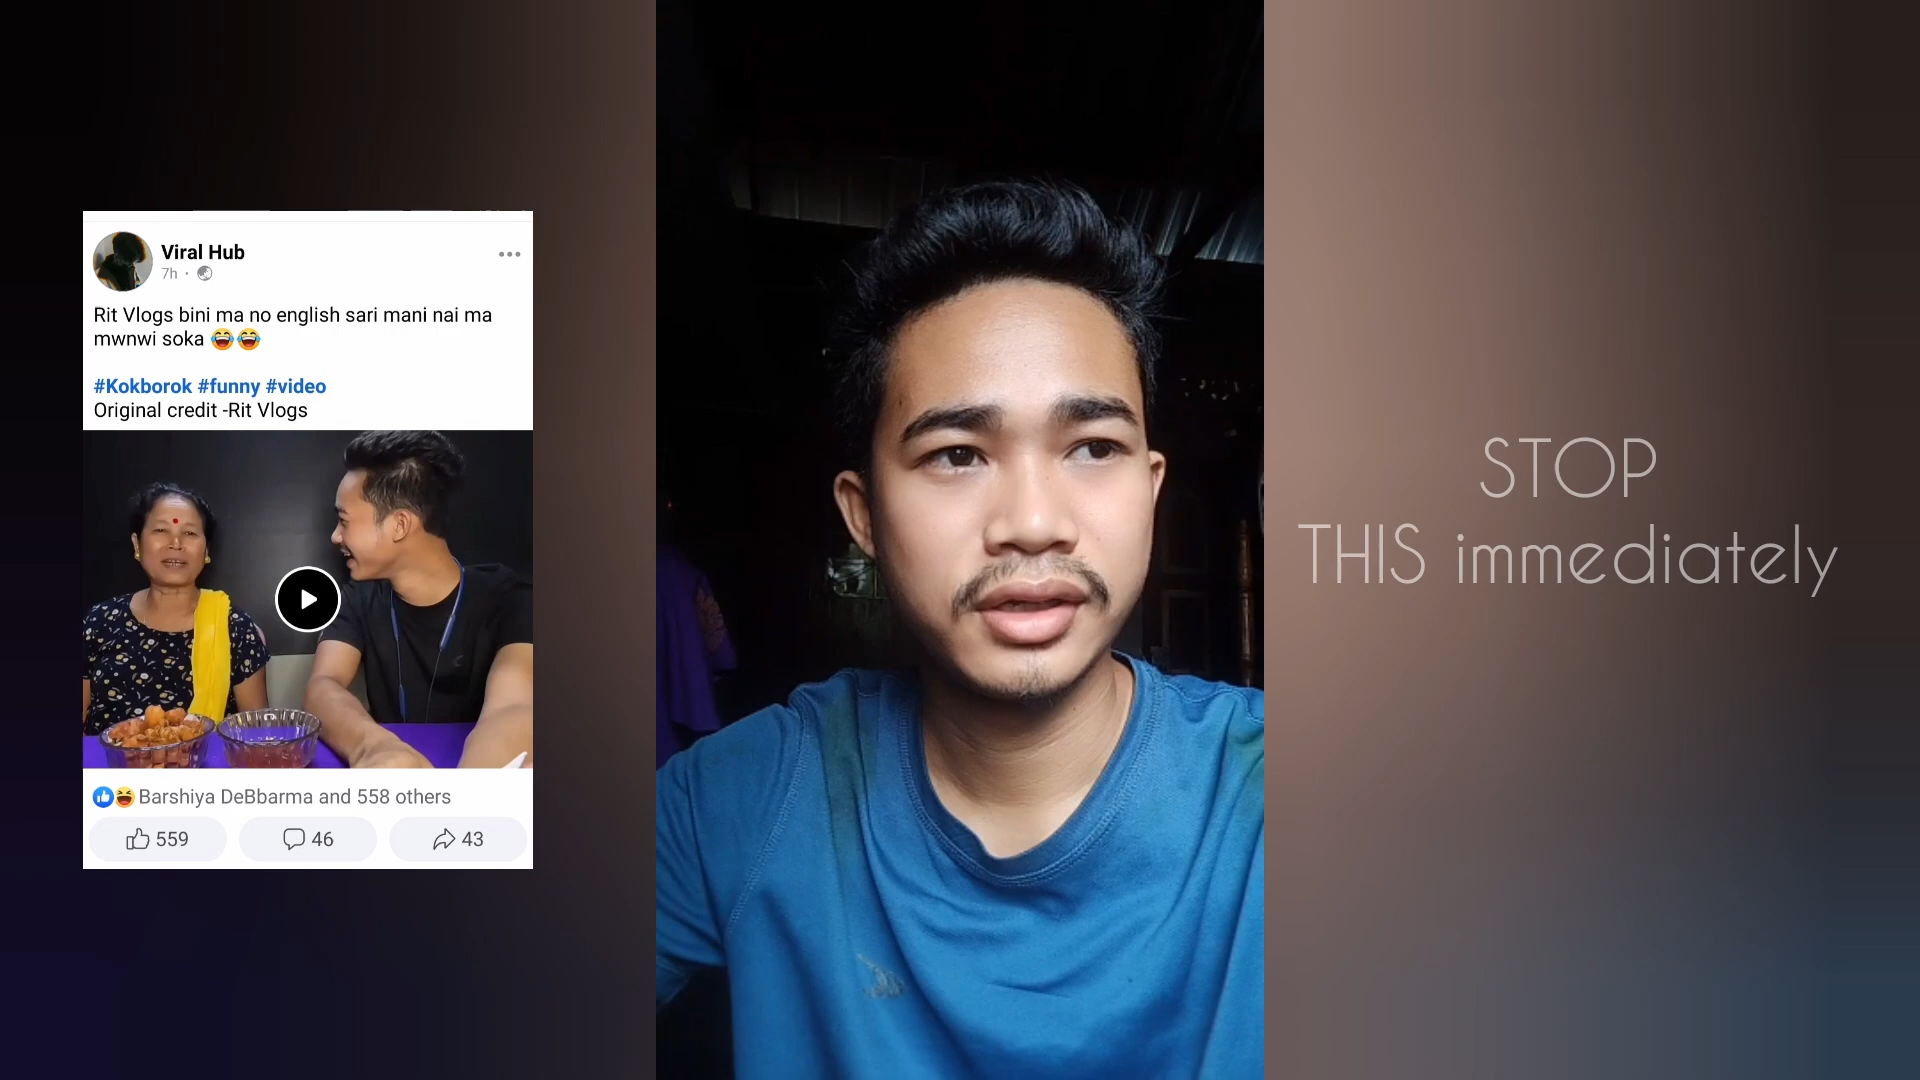 Viral Hub
7h ·
Rit Vlogs bini ma no english sari mani nai ma
mwnwi soka 😂😂
#Kokborok #funny #video
Original credit -Rit Vlogs
Barshiya DeBbarma and 558 others
559
46
43
STOP
THIS immediately